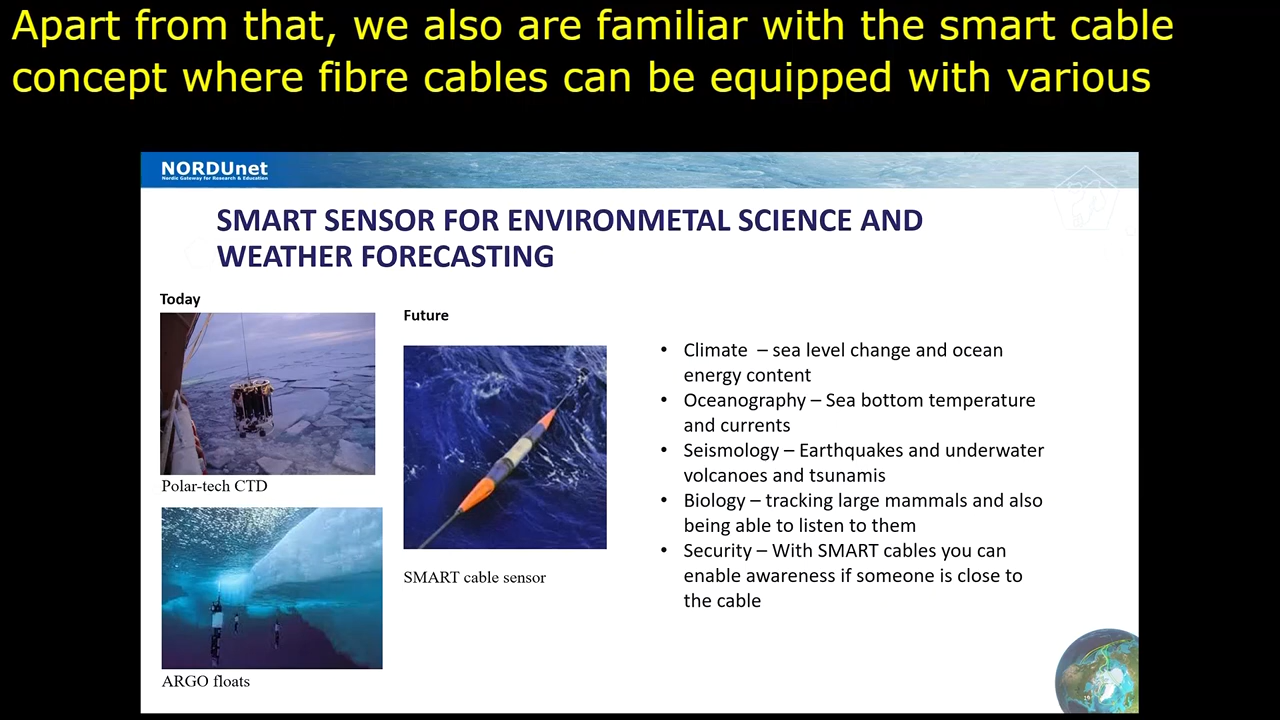 Apart from that, we also are familiar with the smart cable
concept where fibre cables can be equipped with various
NORDUnet
Nordic Gateway for Research & Education
SMART SENSOR FOR ENVIRONMETAL SCIENCE AND
WEATHER FORECASTING
Today
Polar-tech CTD
ARGO floats
Future
SMART cable sensor
• Climate – sea level change and ocean
energy content
• Oceanography – Sea bottom temperature
and currents
• Seismology – Earthquakes and underwater
volcanoes and tsunamis
• Biology – tracking large mammals and also
being able to listen to them
• Security – With SMART cables you can
enable awareness if someone is close to
the cable